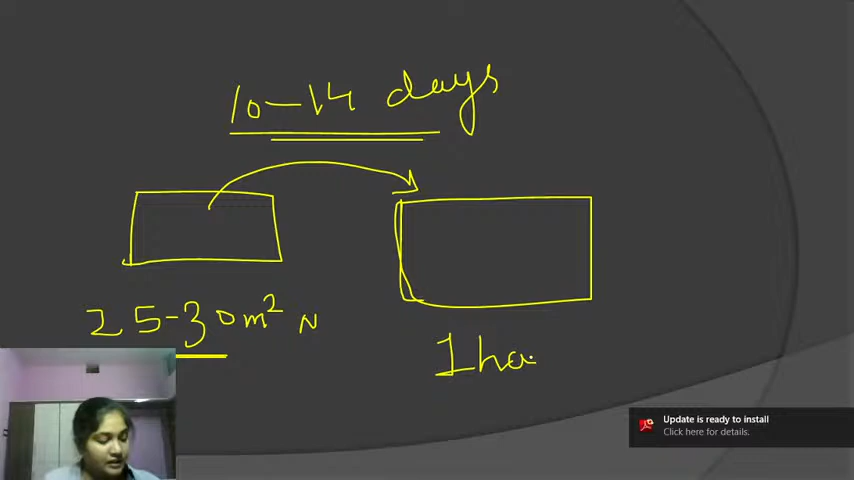 10-14 days
25-30m² N
1ha
Update is ready to install
Click here for details.